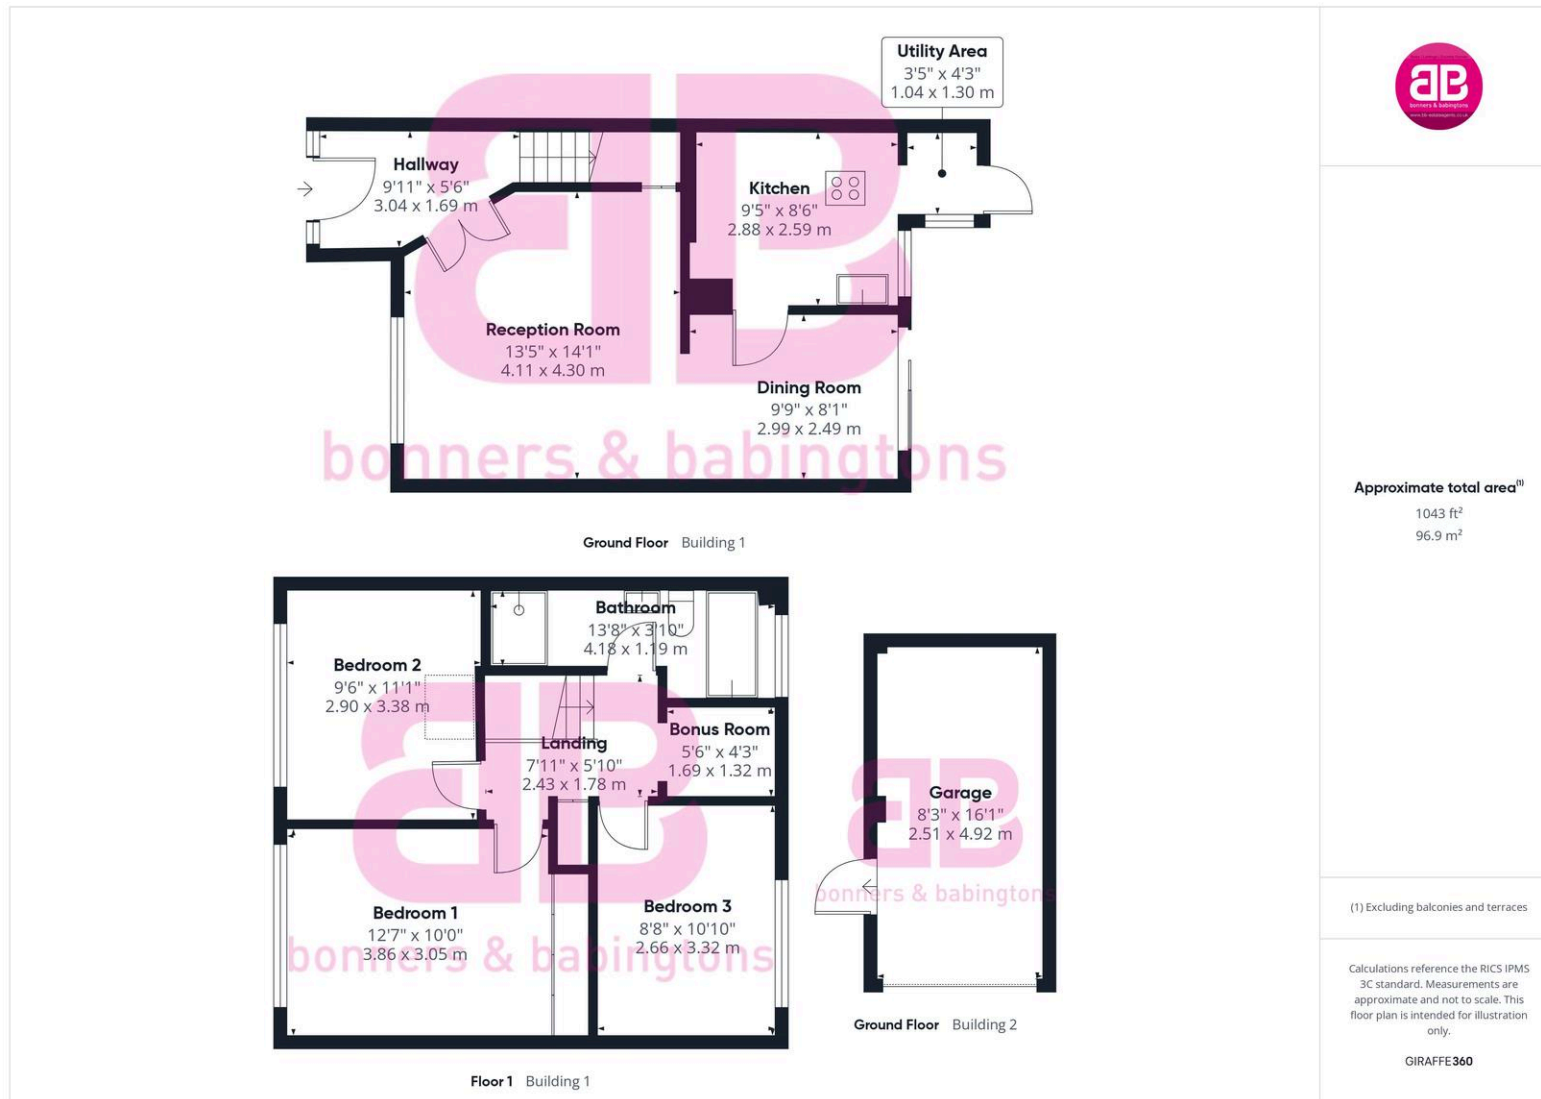 Utility Area
3'5" x 4'3"
1.04 x 1.30 m
Hallway
9'11" x 5'6"
3.04 x 1.69 m
Kitchen
9'5" x 8'6"
2.88 x 2.59 m
Reception Room
13'5" x 14'1"
4.11 x 4.30 m
Dining Room
9'9" x 8'1"
2.99 x 2.49 m
bonners & babingtons
Ground Floor Building 1
Bathroom
13'8" x 3'10"
4.18 x 1.19 m
Bedroom 2
9'6" x 11'1"
2.90 x 3.38 m
Landing
7'11" x 5'10"
2.43 x 1.78 m
Bonus Room
5'6" x 4'3"
1.69 x 1.32 m
Bedroom 1
12'7" x 10'0"
3.86 x 3.05 m
Bedroom 3
8'8" x 10'10"
2.66 x 3.32 m
bonners & babingtons
Floor 1 Building 1
Garage
8'3" x 16'1"
2.51 x 4.92 m
bonners & babingtons
Ground Floor Building 2
BB
bonners & babingtons
Approximate total area(1)
1043 ft²
96.9 m²
(1) Excluding balconies and terraces
Calculations reference the RICS IPMS
3C standard. Measurements are
approximate and not to scale. This
floor plan is intended for illustration
only.
GIRAFFE360